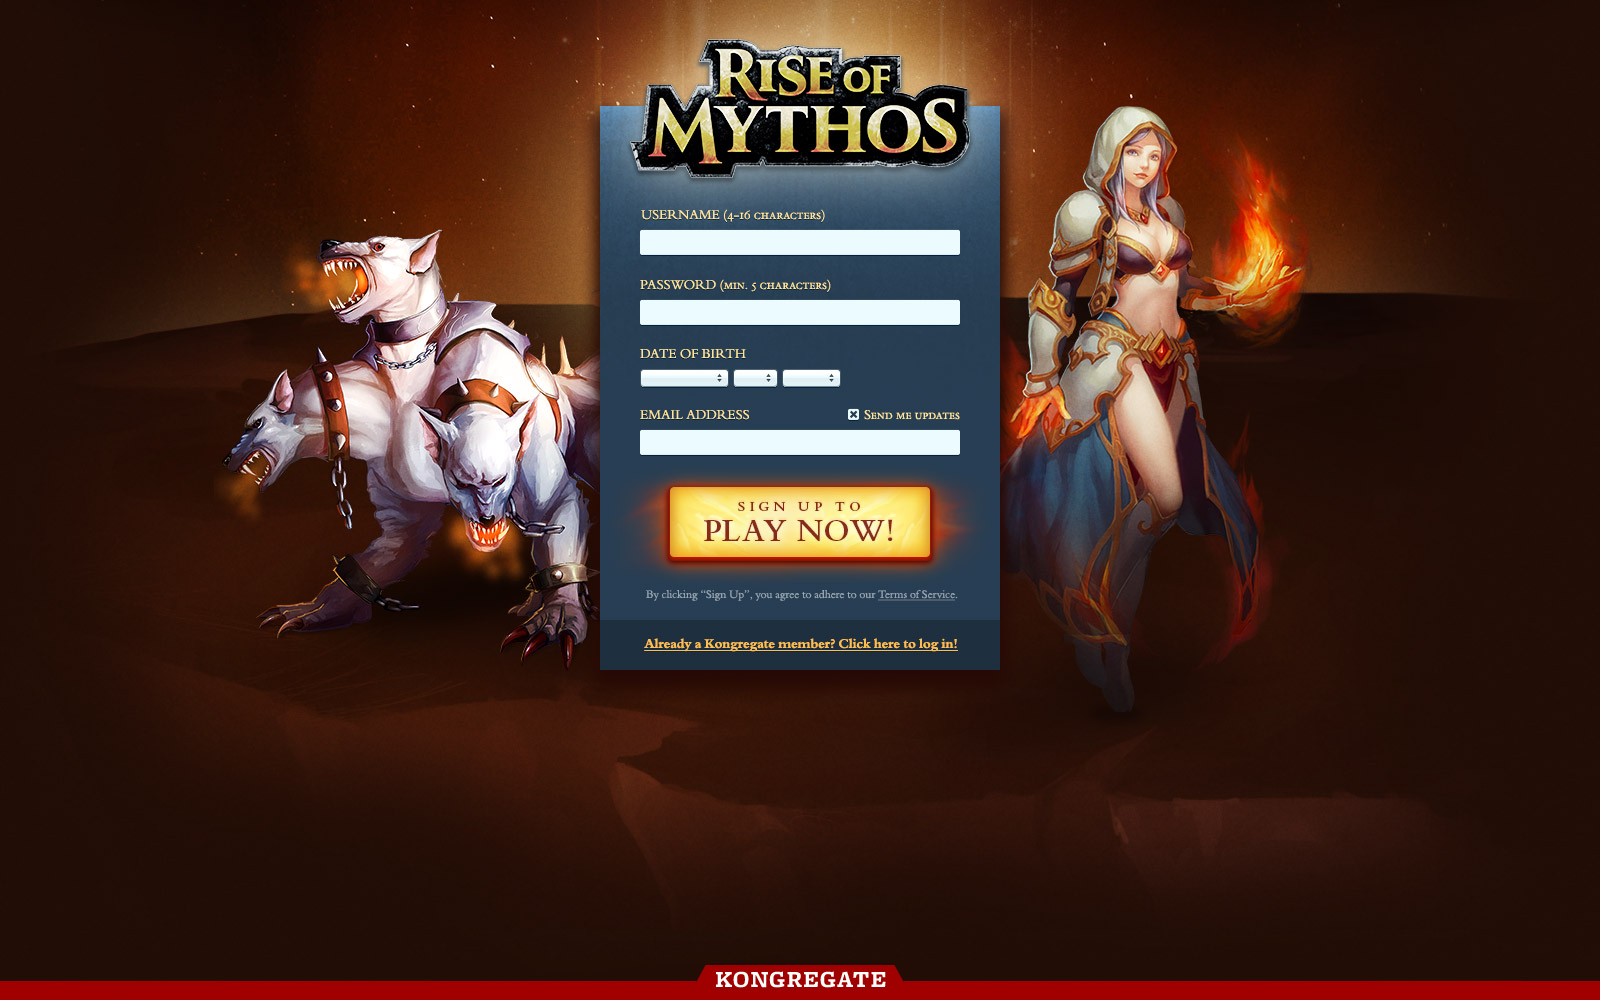 RISE OF
MYTHOS
USERNAME (4-16 CHARACTERS)
PASSWORD (MIN. 5 CHARACTERS)
DATE OF BIRTH
EMAIL ADDRESS
SEND ME UPDATES
SIGN UP TO
PLAY NOW!
By clicking “Sign Up”, you agree to adhere to our Terms of Service.
Already a Kongregate member? Click here to log in!
KONGREGATE